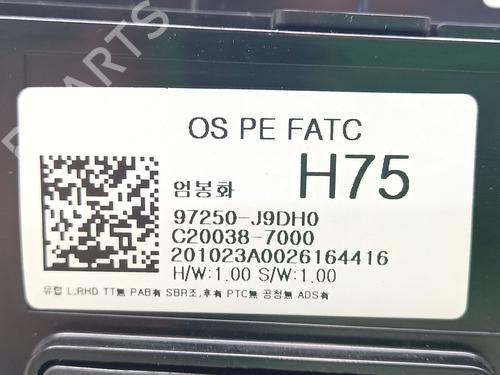 PARTS
OS PE FATC
엄봉화 H75
97250-J9DH0
C20038-7000
201023A0026164416
H/W:1.00 S/W:1.00
유럽 L,RHD TT無 PAB有 SBR조,후有 PTC無 공청無 ADS有